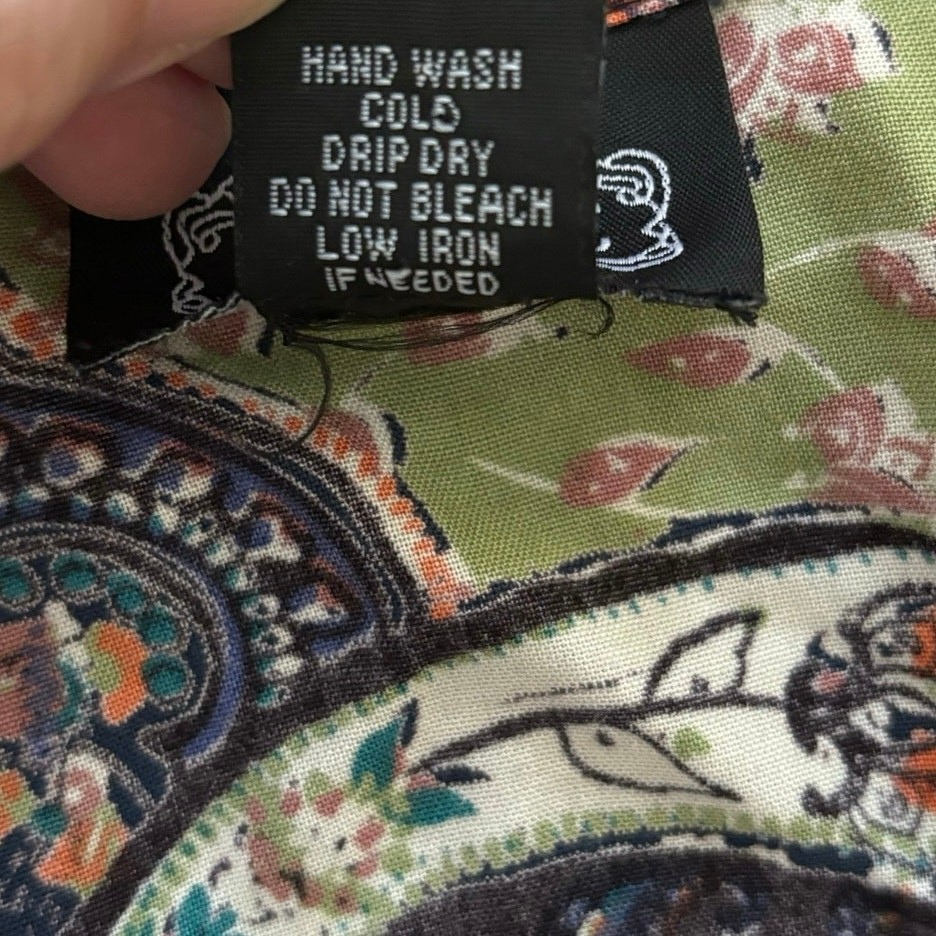 HAND WASH
COLD
DRIP DRY
DO NOT BLEACH
LOW IRON
IF NEEDED